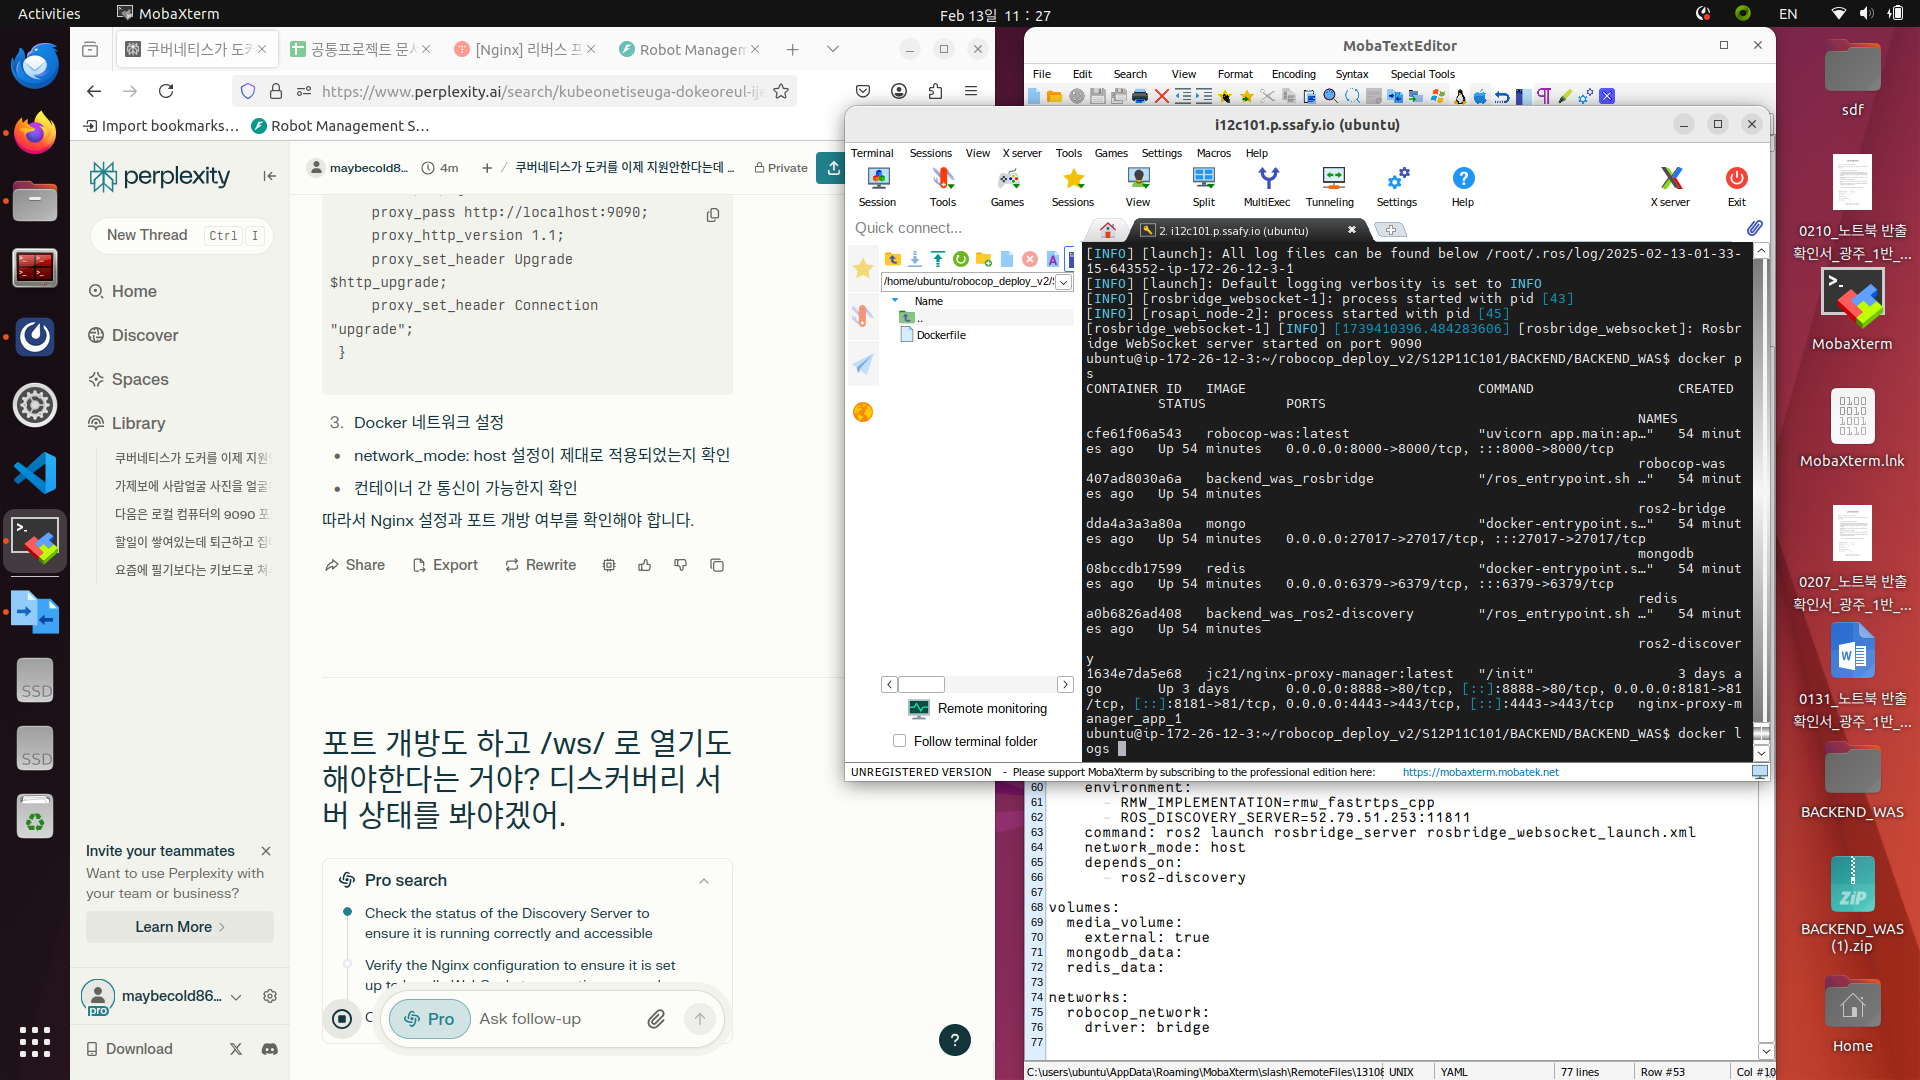 Activities
MobaXterm
Feb 13일 11 : 27
EN
쿠버네티스가 도커
공통프로젝트 문서
[Nginx] 리버스 프
Robot Managem
https://www.perplexity.ai/search/kubeonetiseuga-dokeoreul-ije
Import bookmarks…
Robot Management S…
perplexity
New Thread
Ctrl
I
Home
Discover
Spaces
Library
쿠버네티스가 도커를 이제 지원
가제보에 사람얼굴 사진을 얼굴
다음은 로컬 컴퓨터의 9090 포
할일이 쌓여있는데 퇴근하고 집
요즘에 필기보다는 키보드로 쳐
Invite your teammates
Want to use Perplexity with
your team or business?
Learn More
maybecold86…
pro
Download
maybecold8…
4m
쿠버네티스가 도커를 이제 지원안한다는데 …
Private
proxy_pass http://localhost:9090;
proxy_http_version 1.1;
proxy_set_header Upgrade
$http_upgrade;
proxy_set_header Connection
"upgrade";
}
3. Docker 네트워크 설정
• network_mode: host 설정이 제대로 적용되었는지 확인
• 컨테이너 간 통신이 가능한지 확인
따라서 Nginx 설정과 포트 개방 여부를 확인해야 합니다.
Share
Export
Rewrite
포트 개방도 하고 /ws/ 로 열기도
해야한다는 거야? 디스커버리 서
버 상태를 봐야겠어.
Pro search
Check the status of the Discovery Server to
ensure it is running correctly and accessible
Verify the Nginx configuration to ensure it is set
Pro
Ask follow-up
?
MobaTextEditor
File Edit Search View Format Encoding Syntax Special Tools
i12c101.p.ssafy.io (ubuntu)
Terminal Sessions View X server Tools Games Settings Macros Help
Session Tools Games Sessions View Split MultiExec Tunneling Settings Help X server Exit
Quick connect...
2. i12c101.p.ssafy.io (ubuntu)
/home/ubuntu/robocop_deploy_v2/S
Name
..
Dockerfile
Remote monitoring
Follow terminal folder
[INFO] [launch]: All log files can be found below /root/.ros/log/2025-02-13-01-33-
15-643552-ip-172-26-12-3-1
[INFO] [launch]: Default logging verbosity is set to INFO
[INFO] [rosbridge_websocket-1]: process started with pid [43]
[INFO] [rosapi_node-2]: process started with pid [45]
[rosbridge_websocket-1] [INFO] [1739410396.484283606] [rosbridge_websocket]: Rosbr
idge WebSocket server started on port 9090
ubuntu@ip-172-26-12-3:~/robocop_deploy_v2/S12P11C101/BACKEND/BACKEND_WAS$ docker p
s
CONTAINER ID IMAGE COMMAND CREATED
STATUS PORTS
NAMES
cfe61f06a543 robocop-was:latest "uvicorn app.main:ap…" 54 minut
es ago Up 54 minutes 0.0.0.0:8000->8000/tcp, :::8000->8000/tcp
robocop-was
407ad8030a6a backend_was_rosbridge "/ros_entrypoint.sh …" 54 minut
es ago Up 54 minutes
ros2-bridge
dda4a3a3a80a mongo "docker-entrypoint.s…" 54 minut
es ago Up 54 minutes 0.0.0.0:27017->27017/tcp, :::27017->27017/tcp
mongodb
08bccdb17599 redis "docker-entrypoint.s…" 54 minut
es ago Up 54 minutes 0.0.0.0:6379->6379/tcp, :::6379->6379/tcp
redis
a0b6826ad408 backend_was_ros2-discovery "/ros_entrypoint.sh …" 54 minut
es ago Up 54 minutes
ros2-discover
y
1634e7da5e68 jc21/nginx-proxy-manager:latest "/init" 3 days a
go Up 3 days 0.0.0.0:8888->80/tcp, [::]:8888->80/tcp, 0.0.0.0:8181->81
/tcp, [::]:8181->81/tcp, 0.0.0.0:4443->443/tcp, [::]:4443->443/tcp nginx-proxy-m
anager_app_1
ubuntu@ip-172-26-12-3:~/robocop_deploy_v2/S12P11C101/BACKEND/BACKEND_WAS$ docker l
ogs
UNREGISTERED VERSION - Please support MobaXterm by subscribing to the professional edition here: https://mobaxterm.mobatek.net
60 environment:
61 - RMW_IMPLEMENTATION=rmw_fastrtps_cpp
62 - ROS_DISCOVERY_SERVER=52.79.51.253:11811
63 command: ros2 launch rosbridge_server rosbridge_websocket_launch.xml
64 network_mode: host
65 depends_on:
66 - ros2-discovery
67
68 volumes:
69 media_volume:
70 external: true
71 mongodb_data:
72 redis_data:
73
74 networks:
75 robocop_network:
76 driver: bridge
77
C:\users\ubuntu\AppData\Roaming\MobaXterm\slash\RemoteFiles\13108 UNIX YAML 77 lines Row #53 Col #10
sdf
0210_노트북 반출
확인서_광주_1반_...
MobaXterm
MobaXterm.lnk
0207_노트북 반출
확인서_광주_1반_...
0131_노트북 반출
확인서_광주_1반_...
BACKEND_WAS
BACKEND_WAS
(1).zip
Home
SSD
SSD